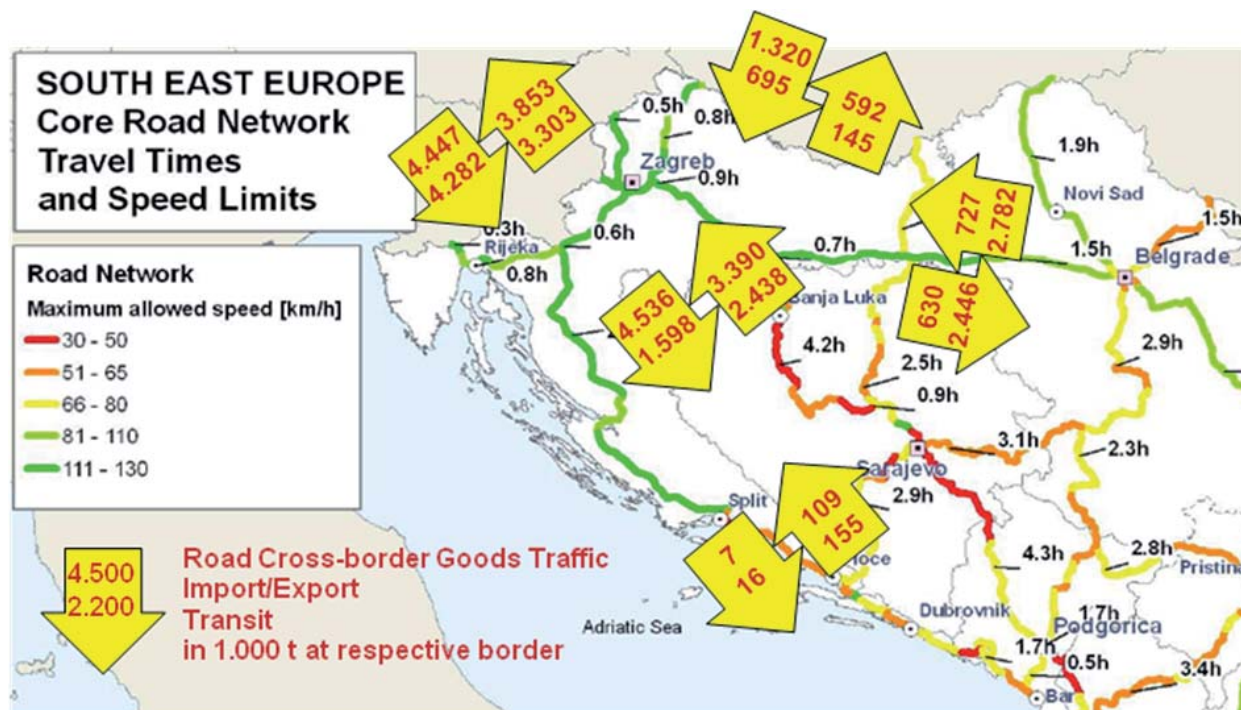 SOUTH EAST EUROPE
Core Road Network
Travel Times
and Speed Limits
Road Network
Maximum allowed speed [km/h]
30 - 50
51 - 65
66 - 80
81 - 110
111 - 130
4.500
2.200
Road Cross-border Goods Traffic
Import/Export
Transit
in 1.000 t at respective border
1.320
695
592
145
3.853
3.303
4.447
4.282
0.5h
0.8h
Zagreb
0.9h
1.9h
Novi Sad
727
2.782
1.5h
0.3h
Rijeka
0.6h
0.8h
0.7h
1.5h
Belgrade
3.390
2.438
4.536
1.598
Banja Luka
630
2.446
4.2h
2.5h
2.9h
0.9h
3.1h
2.3h
Sarajevo
2.9h
Split
109
155
7
16
4.3h
2.8h
Pristina
Dubrovnik
Adriatic Sea
1.7h
Podgorica
1.7h
0.5h
3.4h
Bar